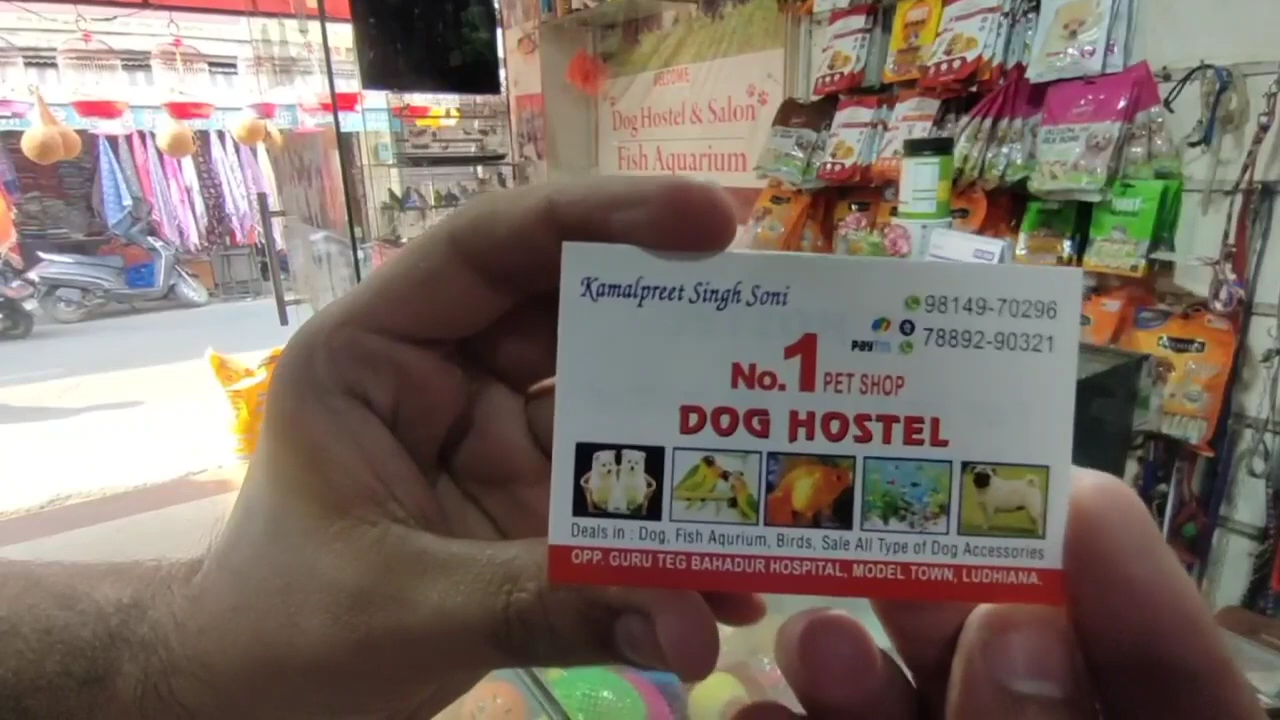 WELCOME
Dog Hostel & Salon
Fish Aquarium
Kamalpreet Singh Soni
98149-70296
78892-90321
Paytm
No.1 PET SHOP
DOG HOSTEL
Deals in : Dog, Fish Aqurium, Birds, Sale All Type of Dog Accessories
OPP. GURU TEG BAHADUR HOSPITAL, MODEL TOWN, LUDHIANA.